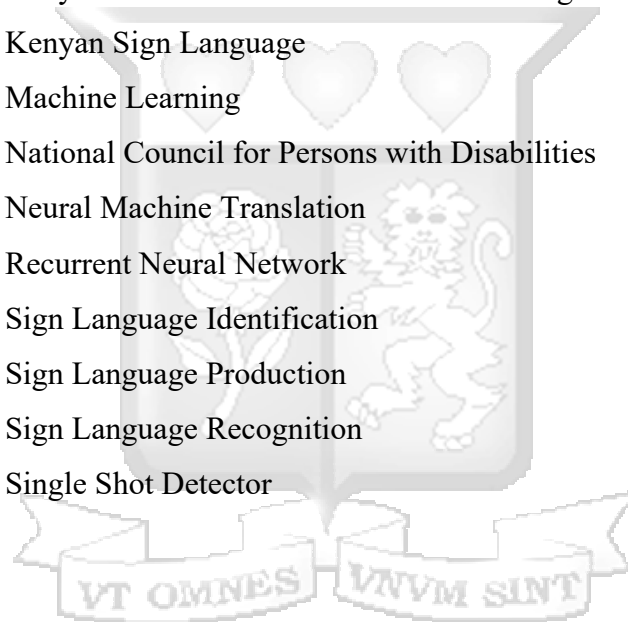 Kenyan Sign Language
Machine Learning
National Council for Persons with Disabilities
Neural Machine Translation
Recurrent Neural Network
Sign Language Identification
Sign Language Production
Sign Language Recognition
Single Shot Detector
VT OMNES VNVM SINT